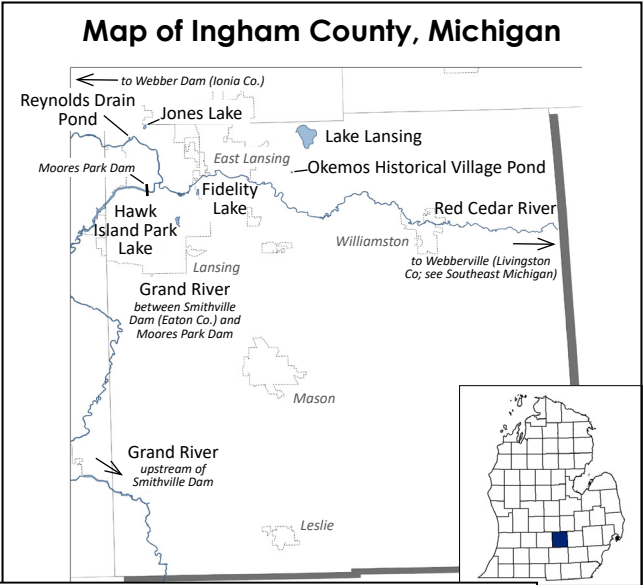 Map of Ingham County, Michigan
to Webber Dam (Ionia Co.)
Reynolds Drain
Pond
Jones Lake
Lake Lansing
East Lansing
Okemos Historical Village Pond
Moores Park Dam
Fidelity
Lake
Hawk
Island Park
Lake
Red Cedar River
Williamston
to Webberville (Livingston
Co; see Southeast Michigan)
Lansing
Grand River
between Smithville
Dam (Eaton Co.) and
Moores Park Dam
Mason
Grand River
upstream of
Smithville Dam
Leslie